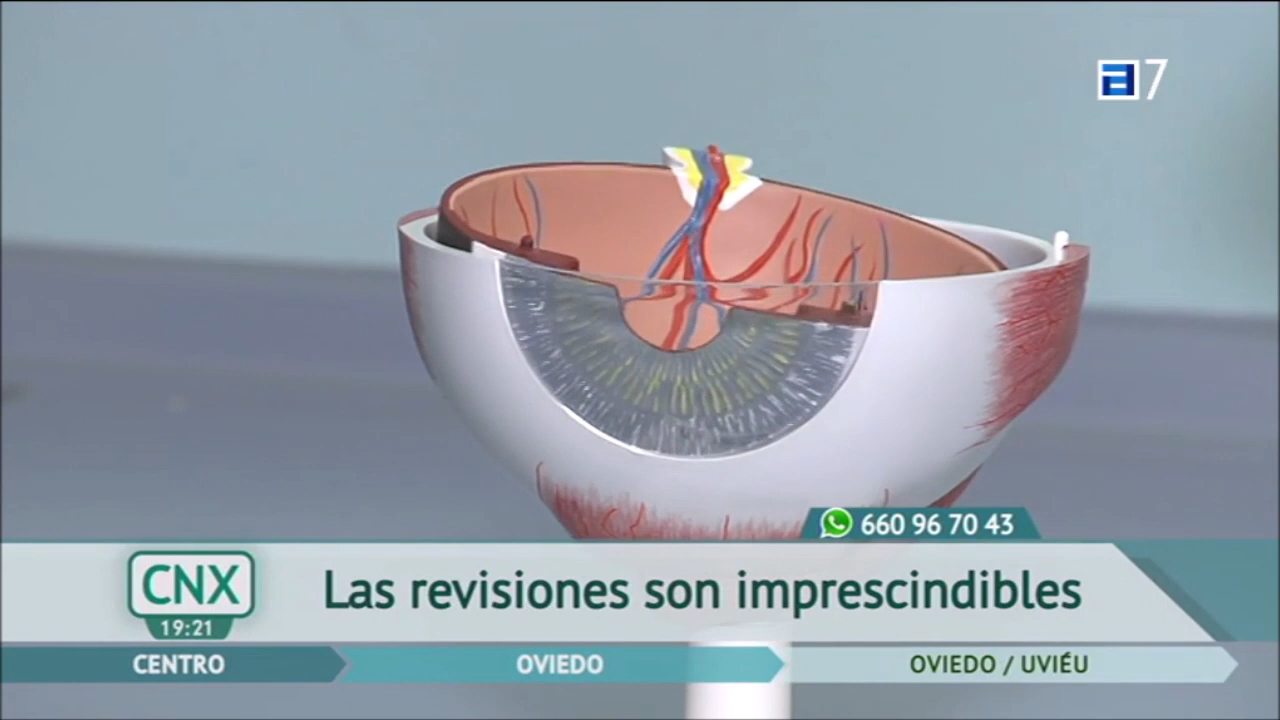 a7
660 96 70 43
CNX
Las revisiones son imprescindibles
19:21
CENTRO
OVIEDO
OVIEDO / UVIÉU